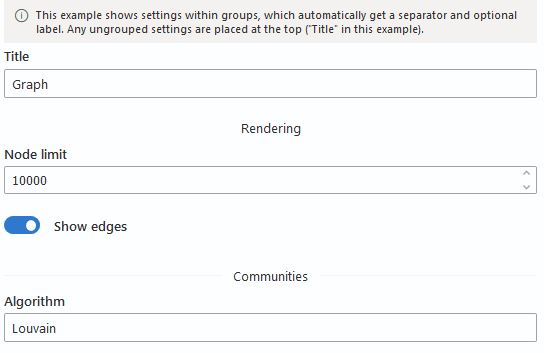 This example shows settings within groups, which automatically get a separator and optional
label. Any ungrouped settings are placed at the top ("Title" in this example).
Title
Graph
Rendering
Node limit
10000
Show edges
Communities
Algorithm
Louvain